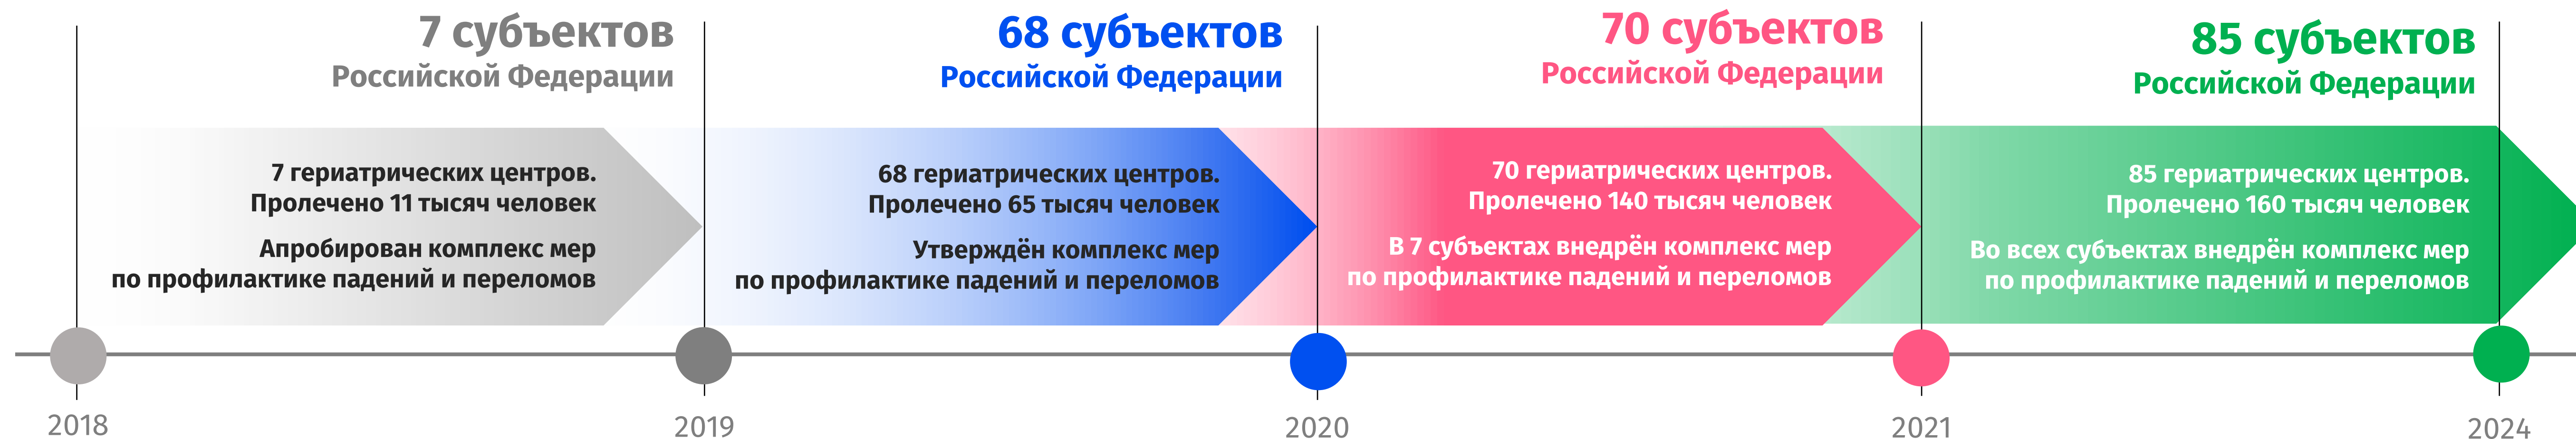 7 субъектов
Российской Федерации
7 гериатрических центров.
Пролечено 11 тысяч человек
Апробирован комплекс мер
по профилактике падений и переломов
68 субъектов
Российской Федерации
68 гериатрических центров.
Пролечено 65 тысяч человек
Утверждён комплекс мер
по профилактике падений и переломов
70 субъектов
Российской Федерации
70 гериатрических центров.
Пролечено 140 тысяч человек
В 7 субъектах внедрён комплекс мер
по профилактике падений и переломов
85 субъектов
Российской Федерации
85 гериатрических центров.
Пролечено 160 тысяч человек
Во всех субъектах внедрён комплекс мер
по профилактике падений и переломов
2018
2019
2020
2021
2024